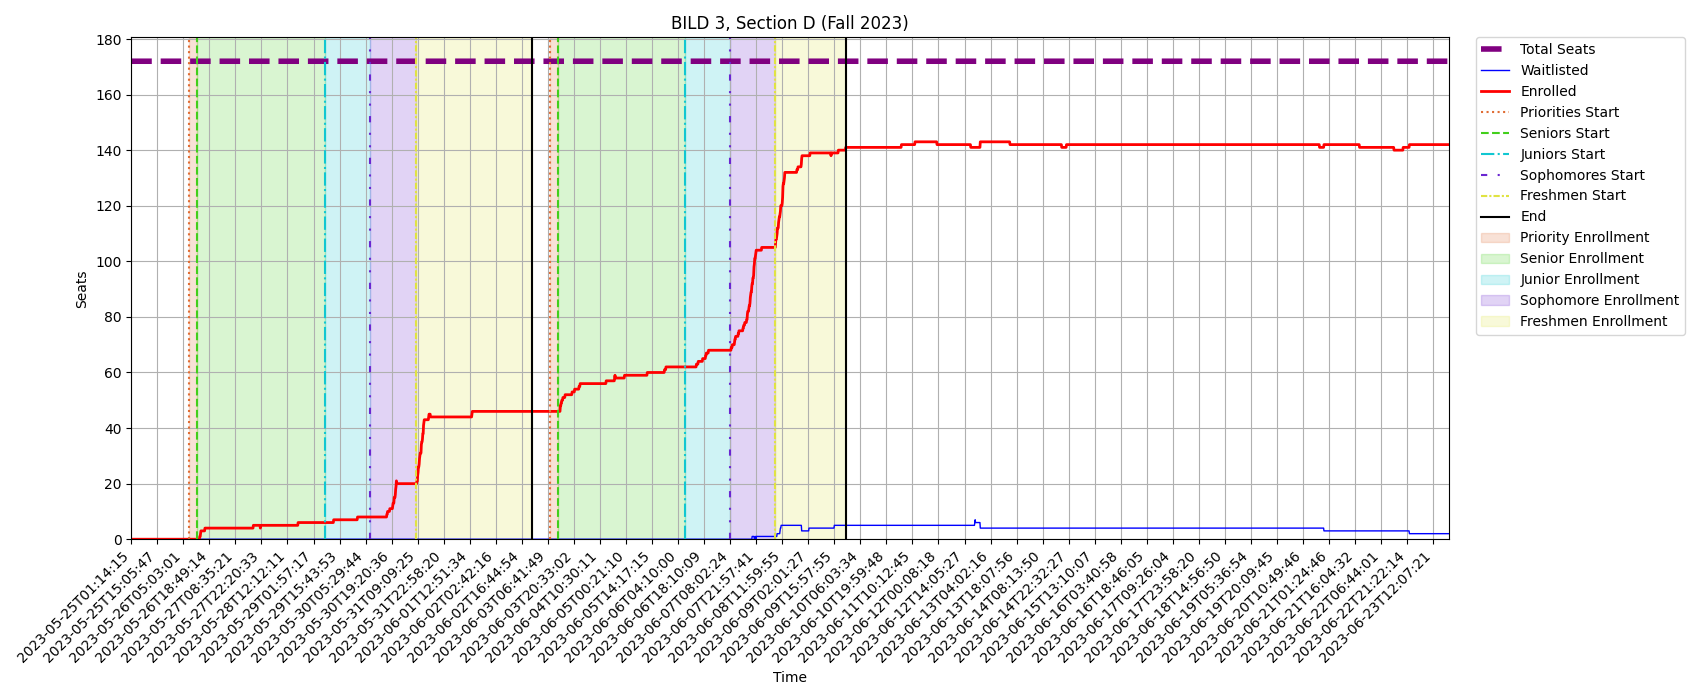 BILD 3, Section D (Fall 2023)
Seats
180
160
140
120
100
80
60
40
20
0
2023-05-25T01:14:15
2023-05-25T15:05:47
2023-05-26T05:03:01
2023-05-26T18:49:14
2023-05-27T08:35:21
2023-05-27T22:20:33
2023-05-28T12:12:11
2023-05-29T01:57:17
2023-05-29T15:43:53
2023-05-30T05:29:44
2023-05-30T19:20:36
2023-05-31T09:09:25
2023-05-31T22:58:20
2023-06-01T12:51:34
2023-06-02T02:42:16
2023-06-02T16:44:54
2023-06-03T06:41:49
2023-06-03T20:33:02
2023-06-04T10:30:11
2023-06-05T00:21:10
2023-06-05T14:17:15
2023-06-06T04:10:00
2023-06-06T18:10:09
2023-06-07T08:02:24
2023-06-07T21:57:41
2023-06-08T11:59:55
2023-06-09T02:01:27
2023-06-09T15:57:55
2023-06-10T06:03:34
2023-06-10T19:59:48
2023-06-11T10:12:45
2023-06-12T00:08:18
2023-06-12T14:05:27
2023-06-13T04:02:16
2023-06-13T18:07:56
2023-06-14T08:13:50
2023-06-14T22:32:27
2023-06-15T13:10:07
2023-06-16T03:40:58
2023-06-16T18:46:05
2023-06-17T09:26:04
2023-06-17T23:58:20
2023-06-18T14:56:50
2023-06-19T05:36:54
2023-06-19T20:09:45
2023-06-20T10:49:46
2023-06-21T01:24:46
2023-06-21T16:04:32
2023-06-22T06:44:01
2023-06-22T21:22:14
2023-06-23T12:07:21
Time
Total Seats
Waitlisted
Enrolled
Priorities Start
Seniors Start
Juniors Start
Sophomores Start
Freshmen Start
End
Priority Enrollment
Senior Enrollment
Junior Enrollment
Sophomore Enrollment
Freshmen Enrollment